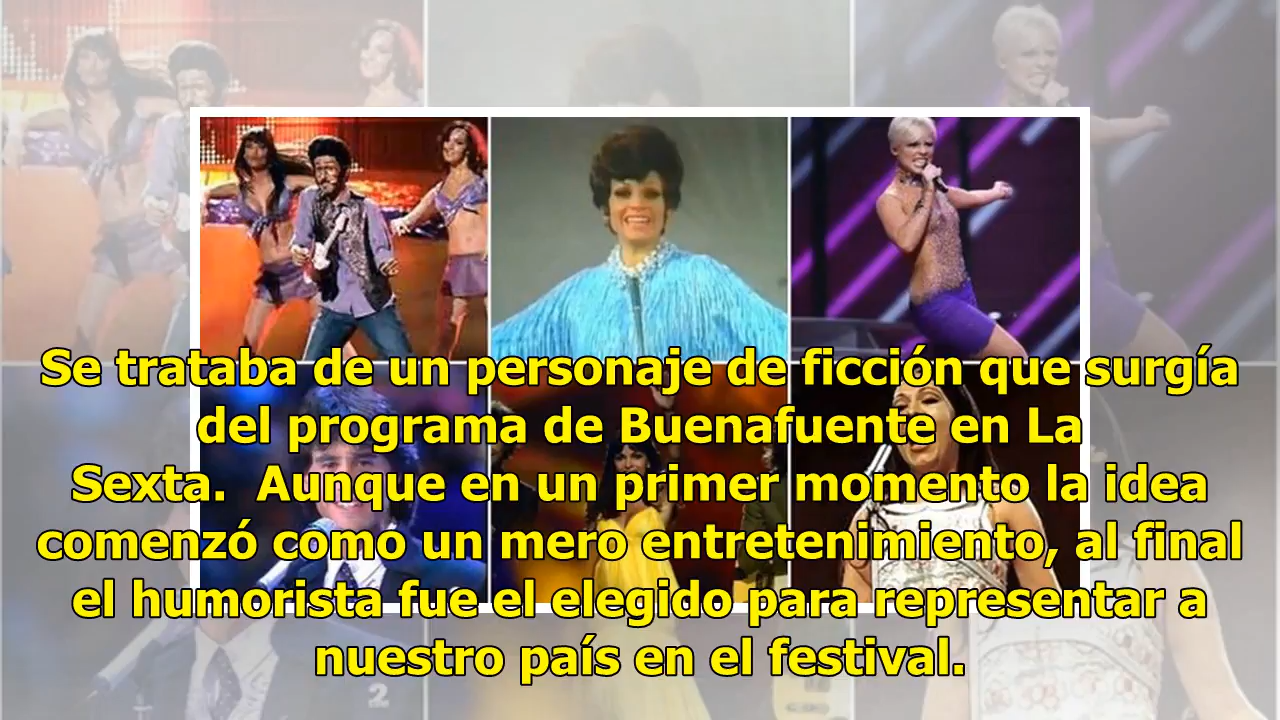 Se trataba de un personaje de ficción que surgía
del programa de Buenafuente en La
Sexta.  Aunque en un primer momento la idea
comenzó como un mero entretenimiento, al final
el humorista fue el elegido para representar a
nuestro país en el festival.
2